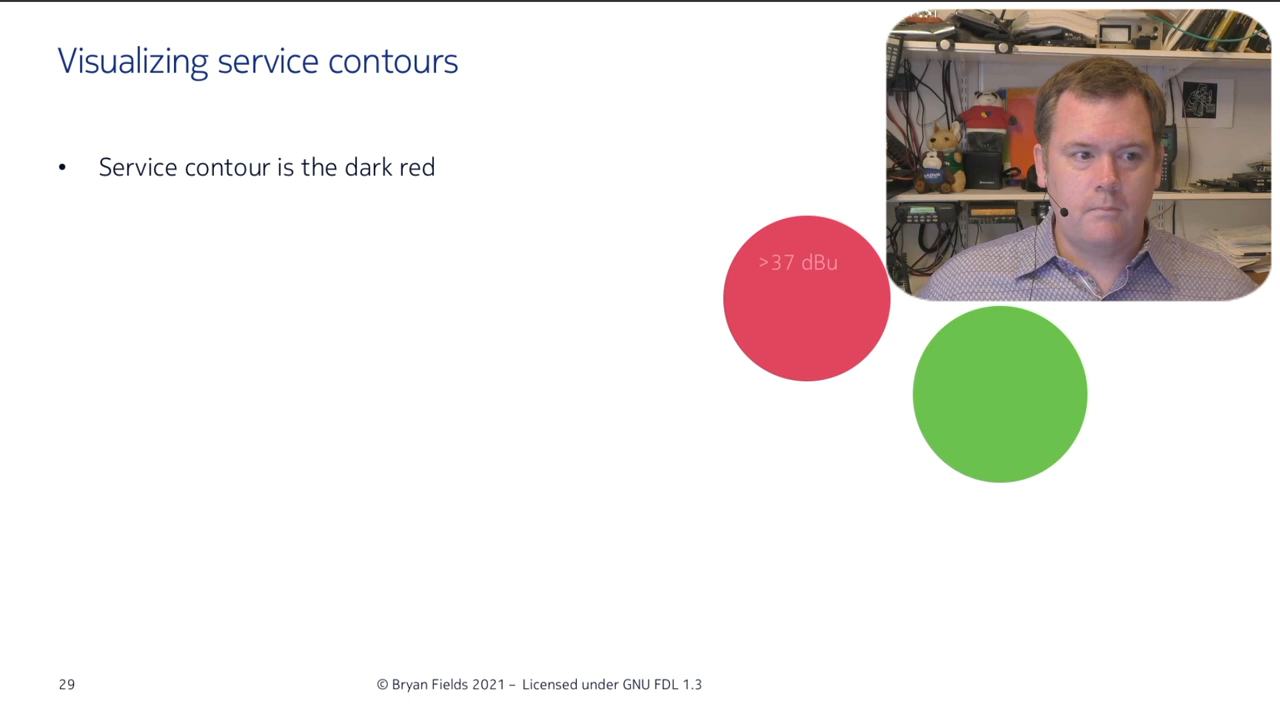 Visualizing service contours
• Service contour is the dark red
>37 dBu
29
© Bryan Fields 2021 – Licensed under GNU FDL 1.3